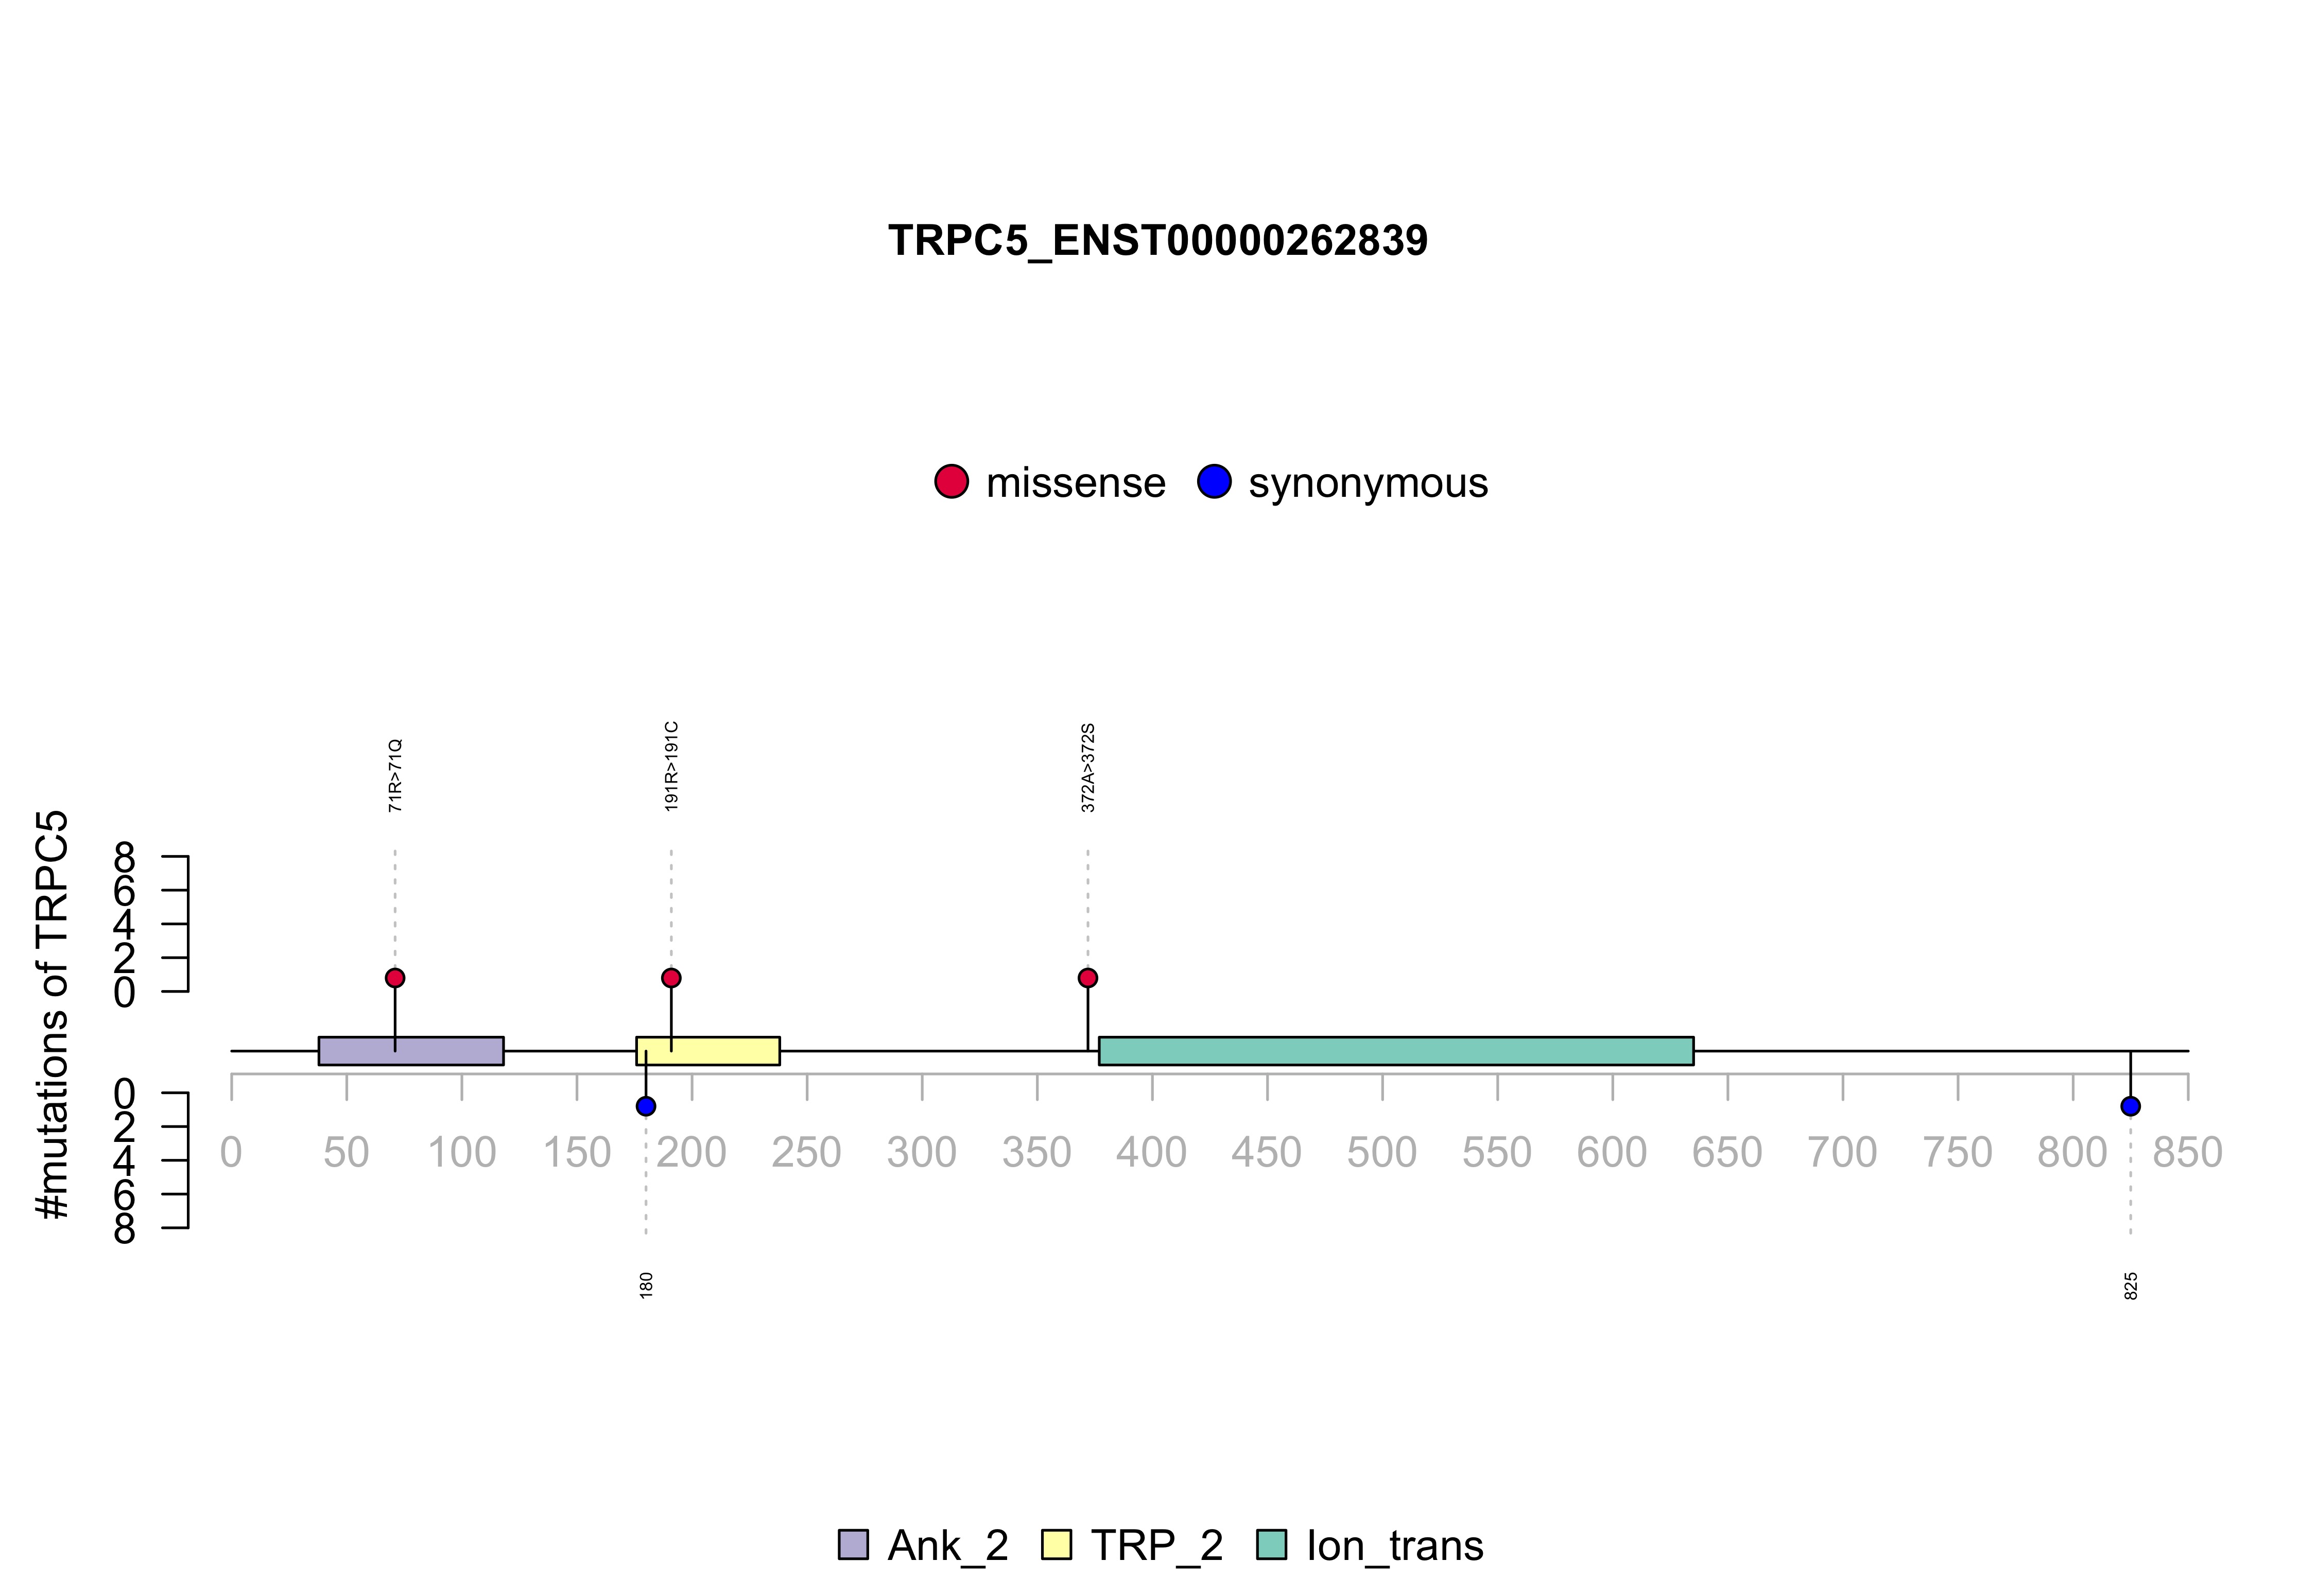 TRPC5_ENST00000262839
missense synonymous
71R>71Q 191R>191C 372A>372S
#mutations of TRPC5
8
6
4
2
0
0
2
4
6
8
0 50 100 150 200 250 300 350 400 450 500 550 600 650 700 750 800 850
180 825
Ank_2 TRP_2 Ion_trans